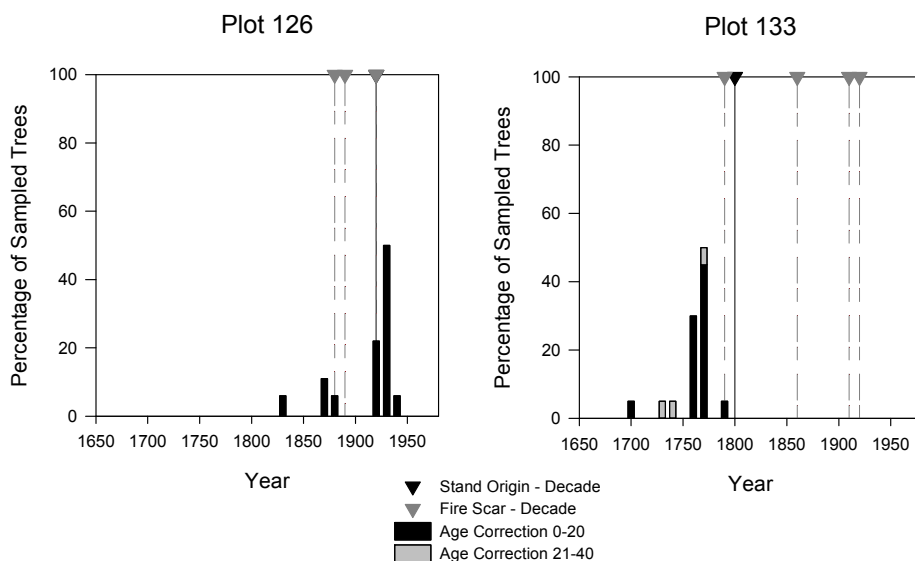 Plot 126
Plot 133
Percentage of Sampled Trees
100
80
60
40
20
0
1650 1700 1750 1800 1850 1900 1950
Year
Percentage of Sampled Trees
100
80
60
40
20
0
1650 1700 1750 1800 1850 1900 1950
Year
Stand Origin - Decade
Fire Scar - Decade
Age Correction 0-20
Age Correction 21-40